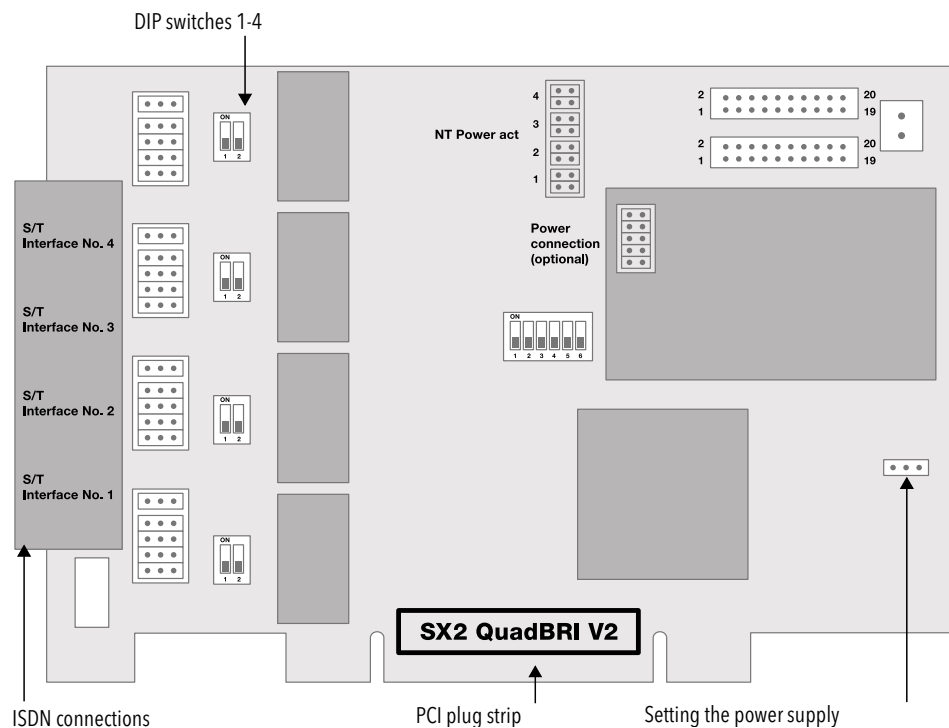 DIP switches 1-4
ON
1 2
4
3
NT Power act
2
1
2 20
1 19
2 20
1 19
S/T
Interface No. 4
ON
1 2
Power
connection
(optional)
S/T
Interface No. 3
ON
1 2 3 4 5 6
S/T
Interface No. 2
ON
1 2
S/T
Interface No. 1
ON
1 2
SX2 QuadBRI V2
ISDN connections
PCI plug strip
Setting the power supply